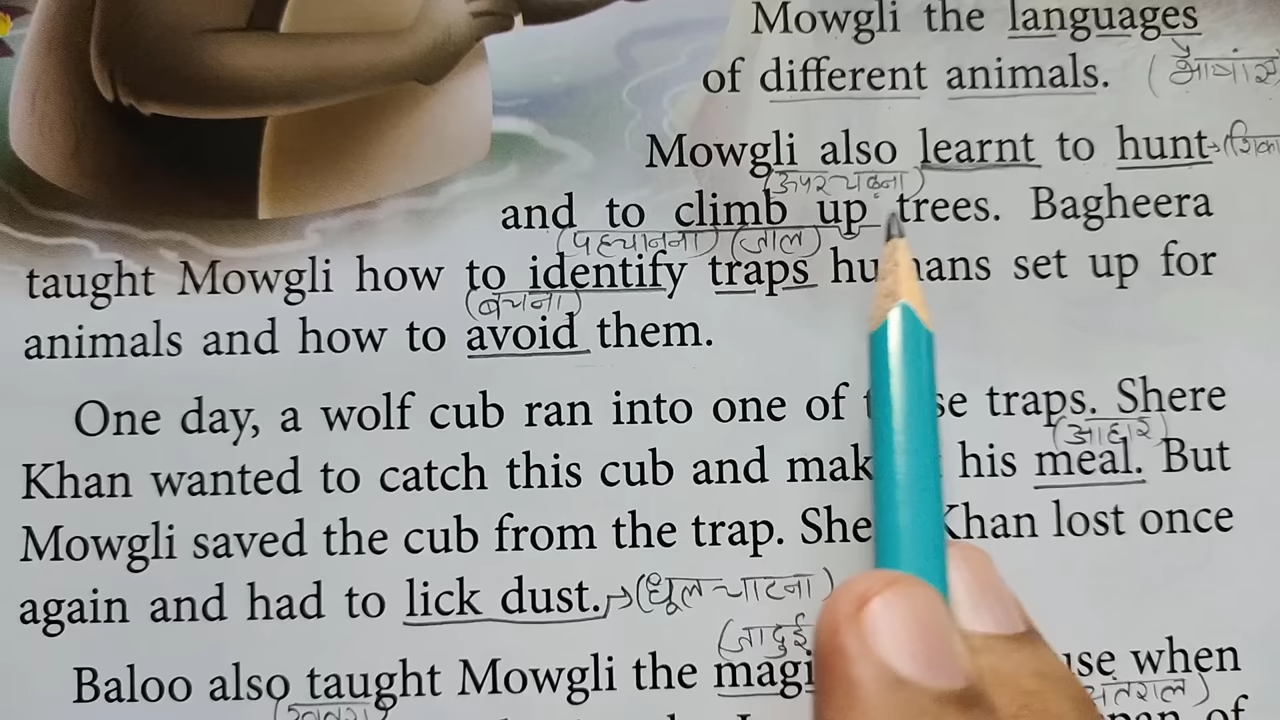 Mowgli the languages
of different animals.
Mowgli also learnt to hunt
(ऊपर चढ़ना)
and to climb up trees. Bagheera
(पहचानना) (जाल)
taught Mowgli how to identify traps humans set up for
(बचना)
animals and how to avoid them.
One day, a wolf cub ran into one of these traps. Shere
(आहार)
Khan wanted to catch this cub and make his meal. But
Mowgli saved the cub from the trap. Shere Khan lost once
again and had to lick dust. → (धूल चाटना)
(जादुई
Baloo also taught Mowgli the magi use when
of